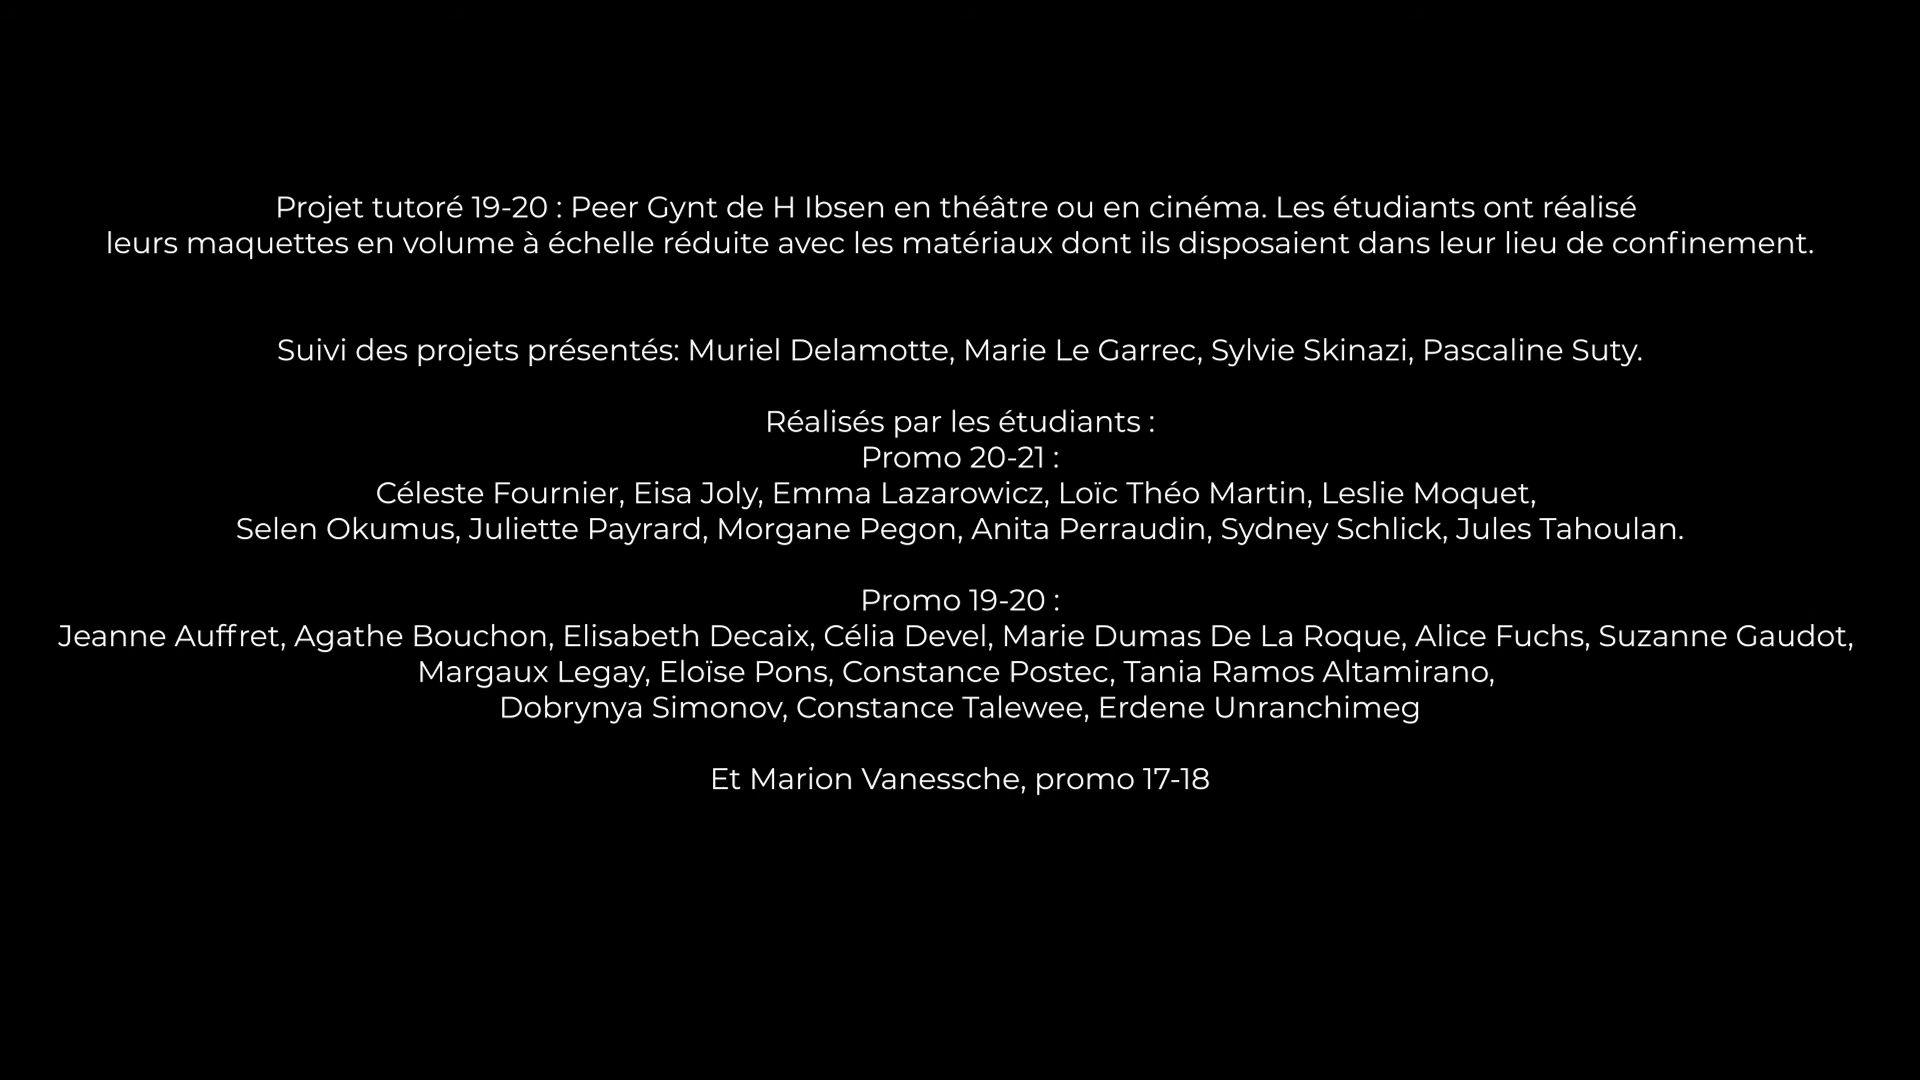 Projet tutoré 19-20 : Peer Gynt de H Ibsen en théâtre ou en cinéma. Les étudiants ont réalisé
leurs maquettes en volume à échelle réduite avec les matériaux dont ils disposaient dans leur lieu de confinement.
Suivi des projets présentés: Muriel Delamotte, Marie Le Garrec, Sylvie Skinazi, Pascaline Suty.
Réalisés par les étudiants :
Promo 20-21 :
Céleste Fournier, Eisa Joly, Emma Lazarowicz, Loïc Théo Martin, Leslie Moquet,
Selen Okumus, Juliette Payrard, Morgane Pegon, Anita Perraudin, Sydney Schlick, Jules Tahoulan.
Promo 19-20 :
Jeanne Auffret, Agathe Bouchon, Elisabeth Decaix, Célia Devel, Marie Dumas De La Roque, Alice Fuchs, Suzanne Gaudot,
Margaux Legay, Eloïse Pons, Constance Postec, Tania Ramos Altamirano,
Dobrynya Simonov, Constance Talewee, Erdene Unranchimeg
Et Marion Vanessche, promo 17-18